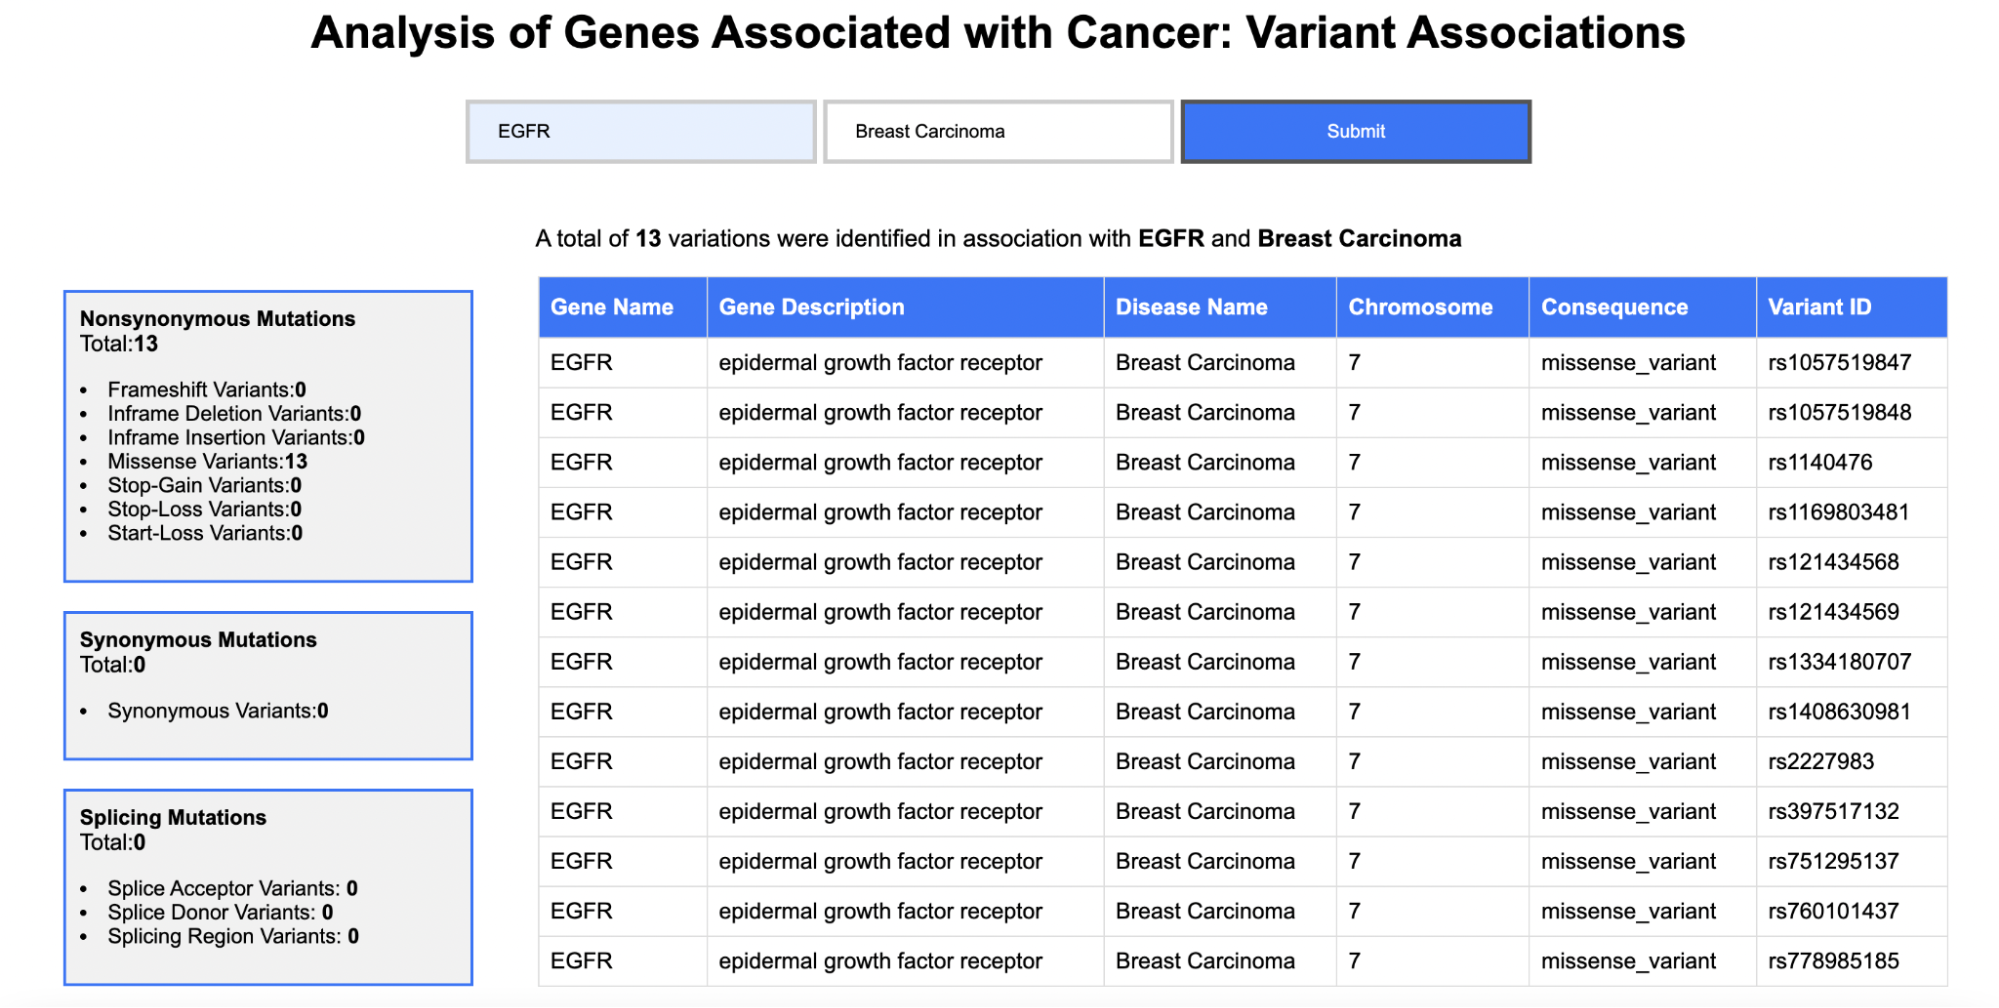 Analysis of Genes Associated with Cancer: Variant Associations
EGFR Breast Carcinoma Submit
A total of 13 variations were identified in association with EGFR and Breast Carcinoma
Nonsynonymous Mutations
Total:13
• Frameshift Variants:0
• Inframe Deletion Variants:0
• Inframe Insertion Variants:0
• Missense Variants:13
• Stop-Gain Variants:0
• Stop-Loss Variants:0
• Start-Loss Variants:0
Synonymous Mutations
Total:0
• Synonymous Variants:0
Splicing Mutations
Total:0
• Splice Acceptor Variants: 0
• Splice Donor Variants: 0
• Splicing Region Variants: 0
Gene Name Gene Description Disease Name Chromosome Consequence Variant ID
EGFR epidermal growth factor receptor Breast Carcinoma 7 missense_variant rs1057519847
EGFR epidermal growth factor receptor Breast Carcinoma 7 missense_variant rs1057519848
EGFR epidermal growth factor receptor Breast Carcinoma 7 missense_variant rs1140476
EGFR epidermal growth factor receptor Breast Carcinoma 7 missense_variant rs1169803481
EGFR epidermal growth factor receptor Breast Carcinoma 7 missense_variant rs121434568
EGFR epidermal growth factor receptor Breast Carcinoma 7 missense_variant rs121434569
EGFR epidermal growth factor receptor Breast Carcinoma 7 missense_variant rs1334180707
EGFR epidermal growth factor receptor Breast Carcinoma 7 missense_variant rs1408630981
EGFR epidermal growth factor receptor Breast Carcinoma 7 missense_variant rs2227983
EGFR epidermal growth factor receptor Breast Carcinoma 7 missense_variant rs397517132
EGFR epidermal growth factor receptor Breast Carcinoma 7 missense_variant rs751295137
EGFR epidermal growth factor receptor Breast Carcinoma 7 missense_variant rs760101437
EGFR epidermal growth factor receptor Breast Carcinoma 7 missense_variant rs778985185